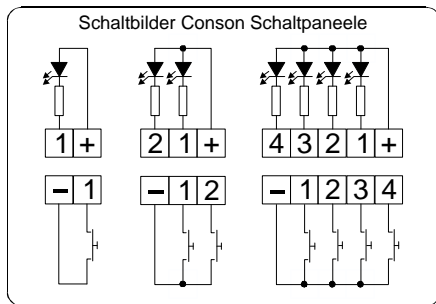 Schaltbilder Conson Schaltpaneele
1 + 2 1 + 4 3 2 1 +
− 1 − 1 2 − 1 2 3 4